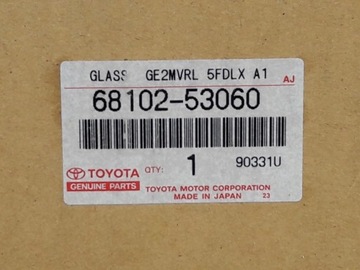 GLASS GE2MVRL 5FDLX A1
AJ
68102-53060
TOYOTA
GENUINE PARTS
QTY: 1 90331U
TOYOTA MOTOR CORPORATION
MADE IN JAPAN 23